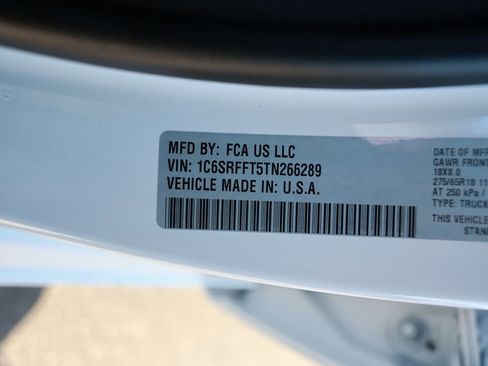 MFD BY: FCA US LLC
VIN: 1C6SRFFT5TN266289
VEHICLE MADE IN: U.S.A.
DATE OF MFR
GAWR FRONT
18X8.0
275/65R18 11
AT 250 kPa /
TYPE: TRUCK
THIS VEHICLE
STAN